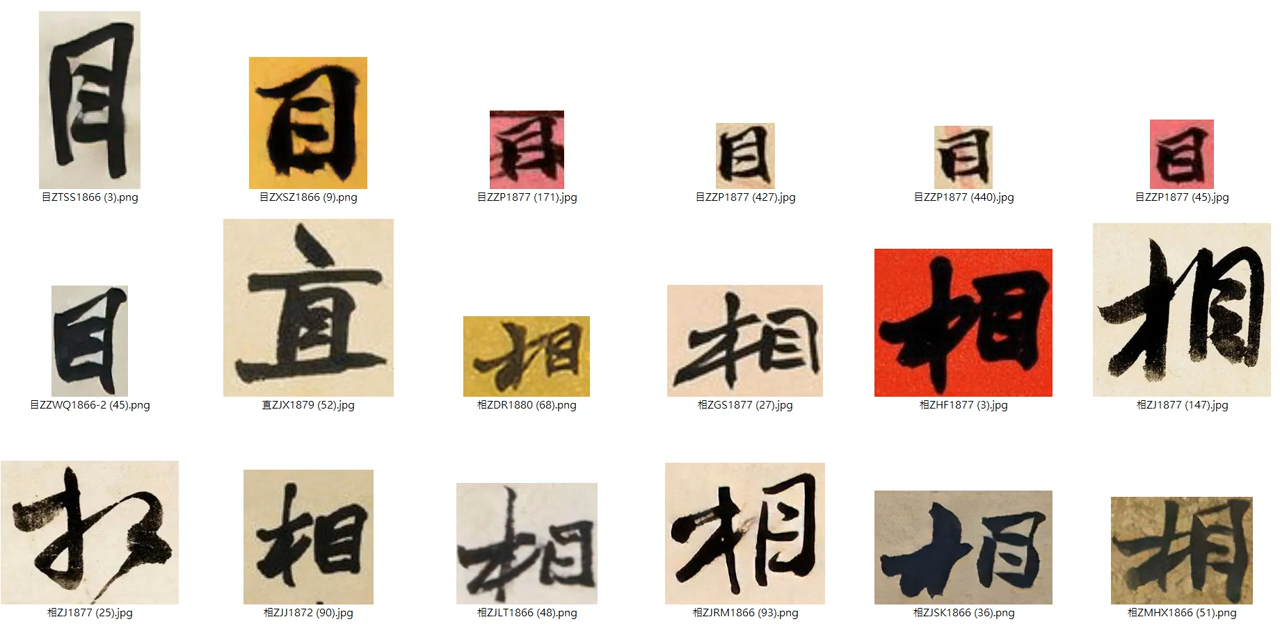 目 目 目 目 目 目
目ZTSS1866 (3).png 目ZXSZ1866 (9).png 目ZZP1877 (171).jpg 目ZZP1877 (427).jpg 目ZZP1877 (440).jpg 目ZZP1877 (45).jpg
目 直 相 相 相 相
目ZZWQ1866-2 (45).png 直ZJX1879 (52).jpg 相ZDR1880 (68).png 相ZGS1877 (27).jpg 相ZHF1877 (3).jpg 相ZJ1877 (147).jpg
相 相 相 相 相 相
相ZJ1877 (25).jpg 相ZJJ1872 (90).jpg 相ZJLT1866 (48).png 相ZJRM1866 (93).png 相ZJSK1866 (36).png 相ZMHX1866 (51).png